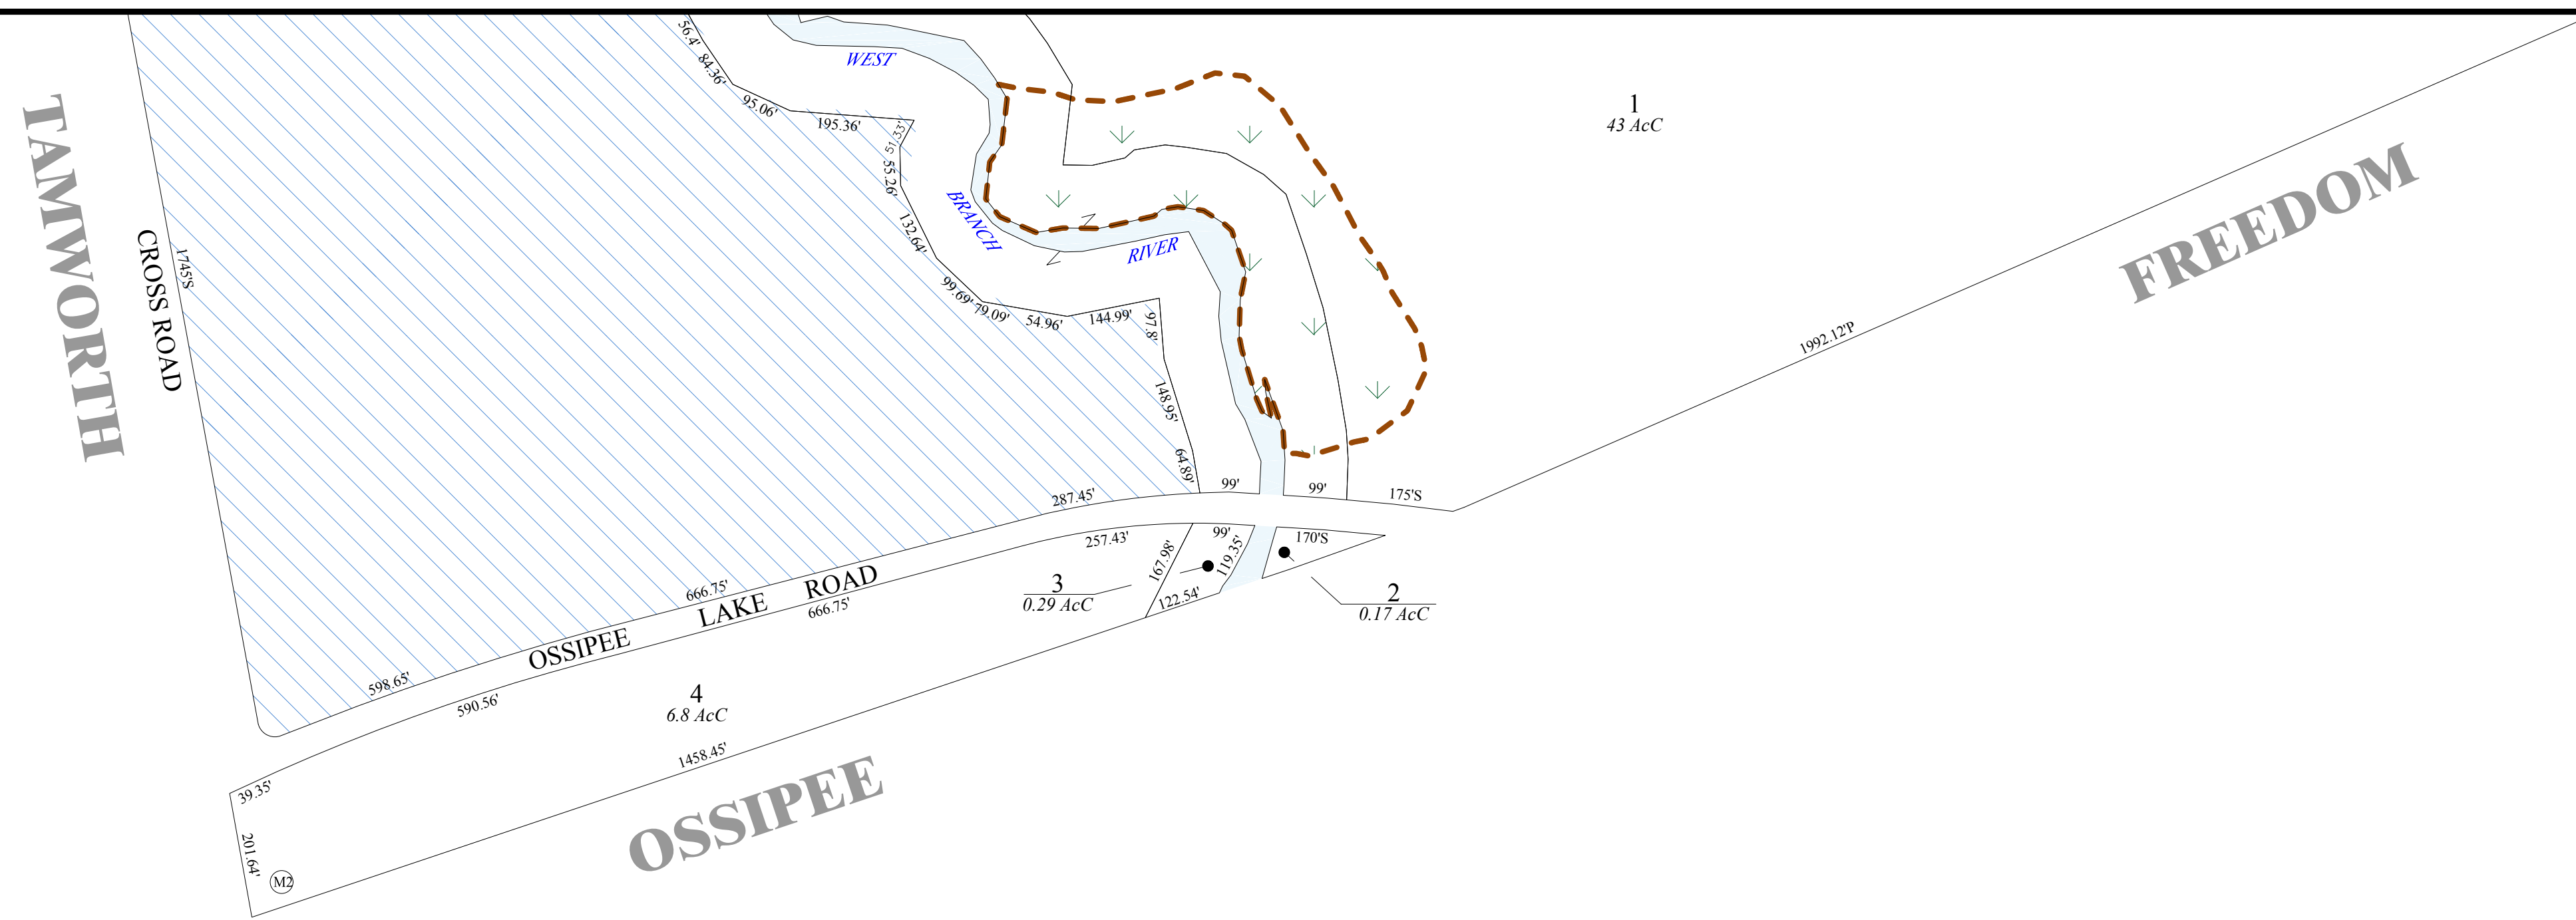 56.4'
84.36'
95.06'
195.36'
51.33'
55.26'
132.64'
99.69'
79.09'
54.96'
144.99'
97.8'
148.95'
64.89'
WEST
BRANCH
RIVER
1
43 AcC
TAMWORTH
CROSS ROAD
1745'S
FREEDOM
1992.12'P
287.45'
99'
99'
175'S
257.43'
167.98'
99'
119.35'
170'S
122.54'
3
0.29 AcC
2
0.17 AcC
666.75'
OSSIPEE LAKE ROAD
666.75'
598.65'
590.56'
4
6.8 AcC
1458.45'
39.35'
201.64'
M2
OSSIPEE